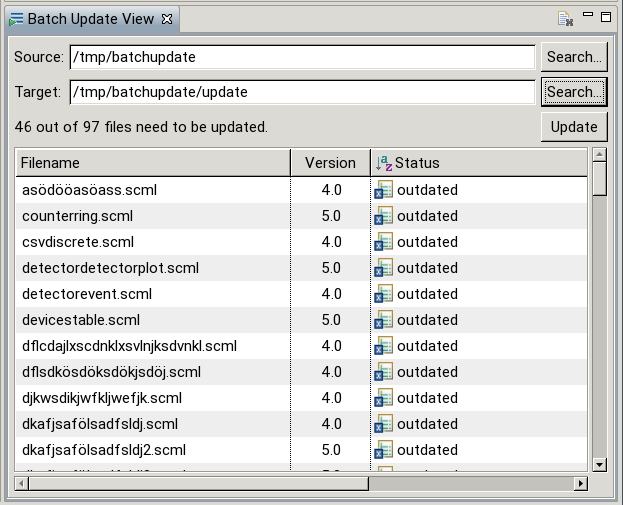 Batch Update View
Source: /tmp/batchupdate Search...
Target: /tmp/batchupdate/update Search...
46 out of 97 files need to be updated. Update
Filename Version Status
asödööasöass.scml 4.0 outdated
counterring.scml 5.0 outdated
csvdiscrete.scml 4.0 outdated
detectordetectorplot.scml 5.0 outdated
detectorevent.scml 4.0 outdated
devicestable.scml 5.0 outdated
dflcdajlxscdnklxsvlnjksdvnkl.scml 4.0 outdated
dflsdkösdöksdökjsdöj.scml 4.0 outdated
djkwsdikjwfkljwefjk.scml 4.0 outdated
dkafjsafölsadfsldj.scml 4.0 outdated
dkafjsafölsadfsldj2.scml 5.0 outdated